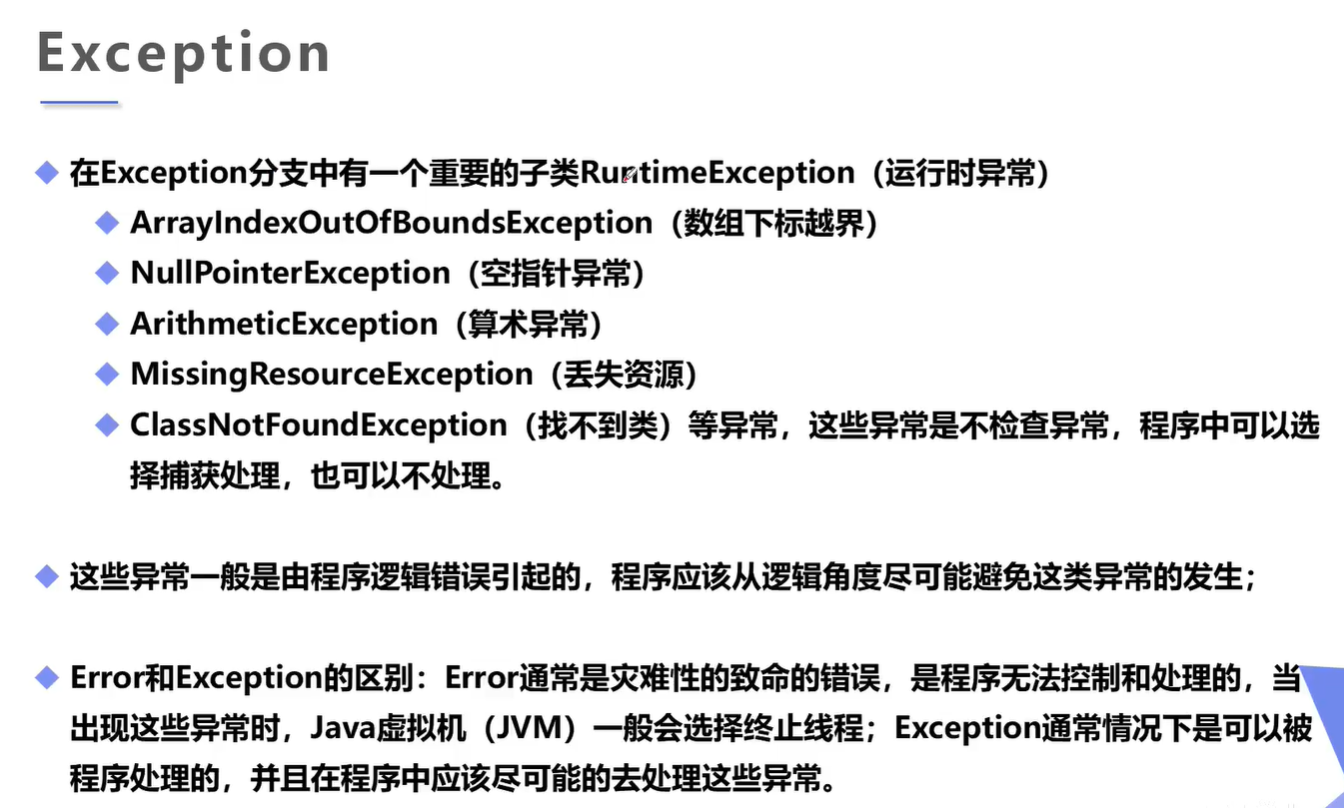 Exception
在Exception分支中有一个重要的子类RuntimeException（运行时异常）
ArrayIndexOutOfBoundsException（数组下标越界）
NullPointerException（空指针异常）
ArithmeticException（算术异常）
MissingResourceException（丢失资源）
ClassNotFoundException（找不到类）等异常，这些异常是不检查异常，程序中可以选
择捕获处理，也可以不处理。
这些异常一般是由程序逻辑错误引起的，程序应该从逻辑角度尽可能避免这类异常的发生；
Error和Exception的区别：Error通常是灾难性的致命的错误，是程序无法控制和处理的，当
出现这些异常时，Java虚拟机（JVM）一般会选择终止线程；Exception通常情况下是可以被
程序处理的，并且在程序中应该尽可能的去处理这些异常。